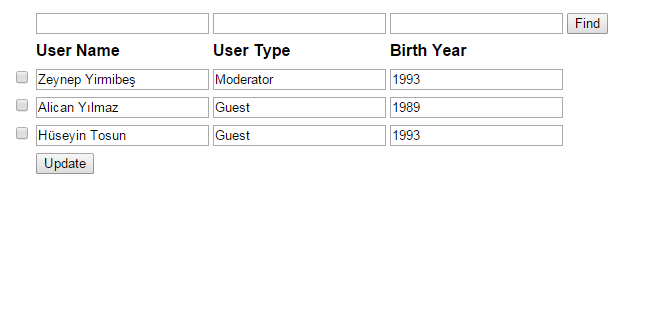 Find
User Name User Type Birth Year
Zeynep Yirmibeş Moderator 1993
Alican Yılmaz Guest 1989
Hüseyin Tosun Guest 1993
Update